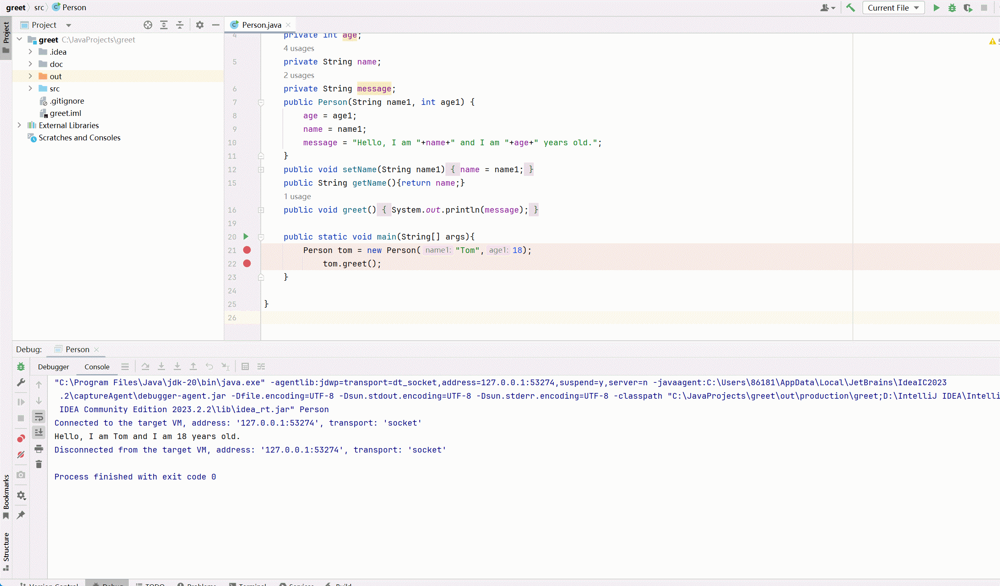 greet src Person
Current File
Project
Project
Person.java
greet C:\JavaProjects\greet
.idea
doc
out
src
.gitignore
greet.iml
External Libraries
Scratches and Consoles
4 private int age;
4 usages
5 private String name;
2 usages
6 private String message;
7 public Person(String name1, int age1) {
8 age = age1;
9 name = name1;
10 message = "Hello, I am "+name+" and I am "+age+" years old.";
11 }
12 public void setName(String name1) { name = name1; }
15 public String getName(){return name;}
1 usage
16 public void greet() { System.out.println(message); }
19
20 public static void main(String[] args){
21 Person tom = new Person( name1: "Tom", age1: 18);
22 tom.greet();
23 }
24
25 }
26
Debug: Person
Debugger Console
"C:\Program Files\Java\jdk-20\bin\java.exe" -agentlib:jdwp=transport=dt_socket,address=127.0.0.1:53274,suspend=y,server=n -javaagent:C:\Users\86181\AppData\Local\JetBrains\IdeaIC2023
.2\captureAgent\debugger-agent.jar -Dfile.encoding=UTF-8 -Dsun.stdout.encoding=UTF-8 -Dsun.stderr.encoding=UTF-8 -classpath "C:\JavaProjects\greet\out\production\greet;D:\IntelliJ IDEA\Intelli
IDEA Community Edition 2023.2.2\lib\idea_rt.jar" Person
Connected to the target VM, address: '127.0.0.1:53274', transport: 'socket'
Hello, I am Tom and I am 18 years old.
Disconnected from the target VM, address: '127.0.0.1:53274', transport: 'socket'
Process finished with exit code 0
Bookmarks
Structure
Version Control Debug TODO Problems Terminal Services Build